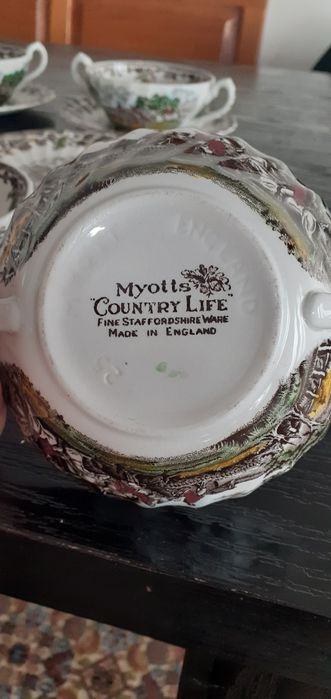 Myotts
"COUNTRY LIFE"
FINE STAFFORDSHIRE WARE
MADE IN ENGLAND
ENGLAND